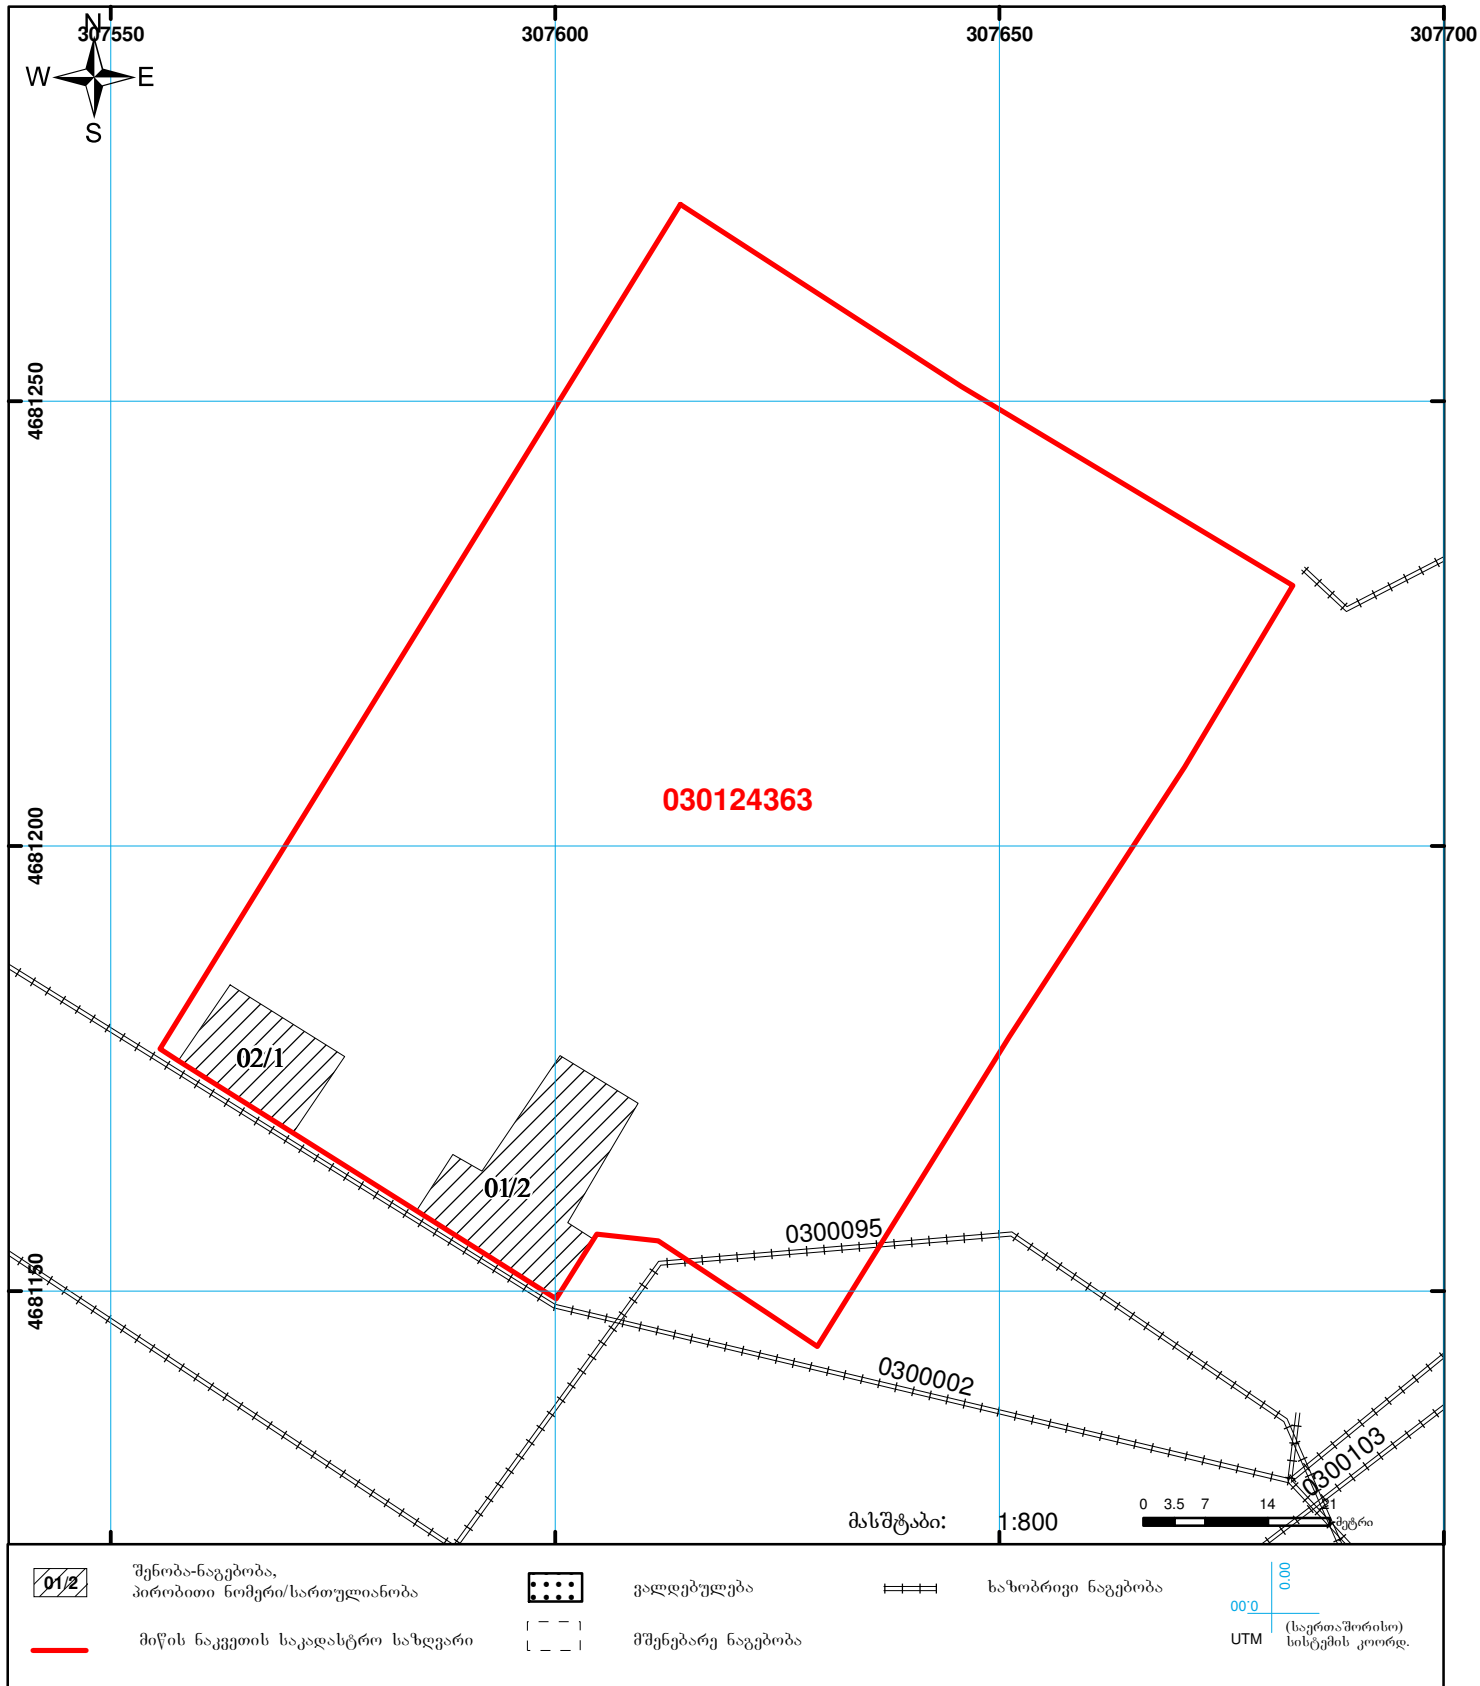 N
307550 307600 307650 307700
W E
S
4681250
030124363
4681200
02/1
01/2
0300095
4681150
0300002
0300103
მასშტაბი: 1:800
0 3.5 7 14 21
მეტრი
01/2 შენობა-ნაგებობა,
პირობითი ნომერი/სართულიანობა
ვალდებულება
ხაზობრივი ნაგებობა
მიწის ნაკვეთის საკადასტრო საზღვარი
მშენებარე ნაგებობა
0.00
0.00
UTM (საერთაშორისო)
სისტემის კოორდ.